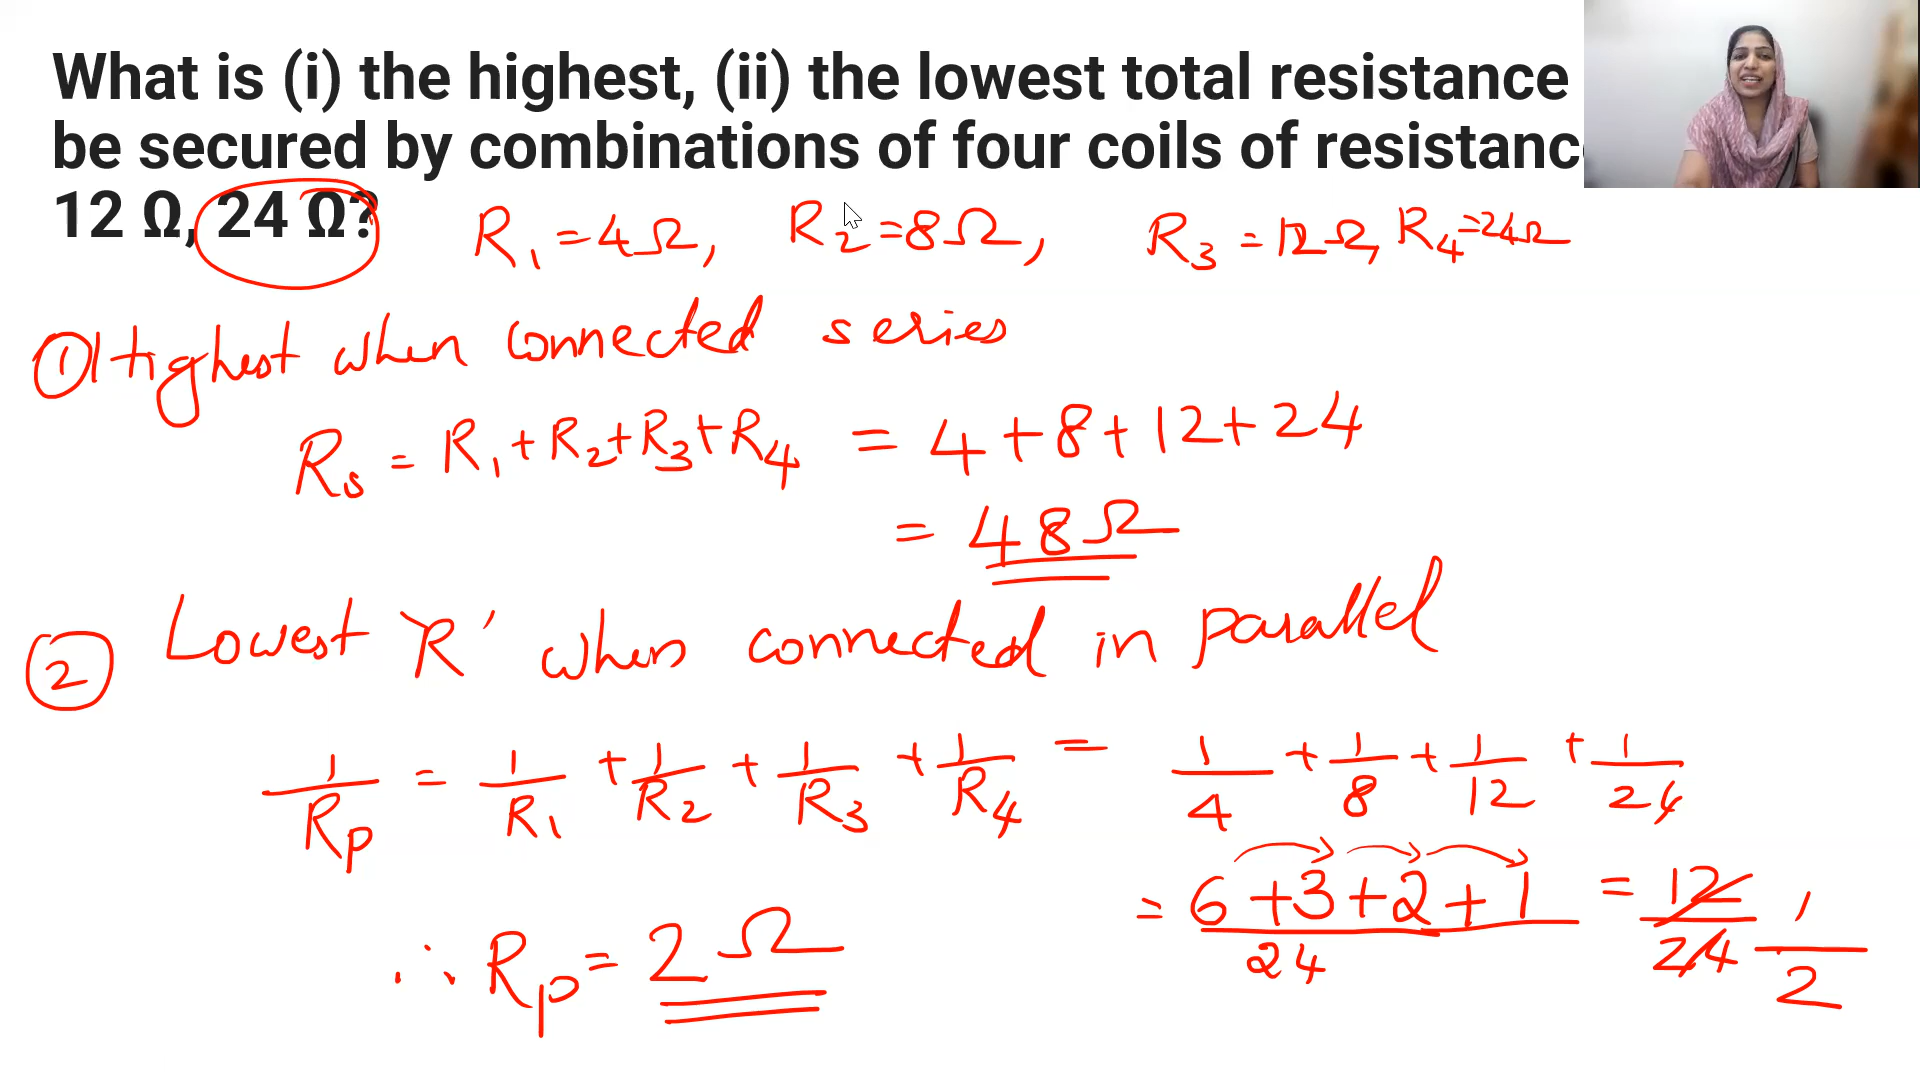 What is (i) the highest, (ii) the lowest total resistance
be secured by combinations of four coils of resistanc
12 Ω, 24 Ω?
R₁ = 4Ω, R₂ = 8Ω, R₃ = 12Ω, R₄ = 24Ω
① Highest when connected series
Rs = R₁ + R₂ + R₃ + R₄ = 4 + 8 + 12 + 24
= 48Ω
② Lowest 'R' when connected in parallel
1/Rp = 1/R₁ + 1/R₂ + 1/R₃ + 1/R₄ = 1/4 + 1/8 + 1/12 + 1/24
= 6 + 3 + 2 + 1 / 24 = 12/24 1/2
∴ Rp = 2Ω